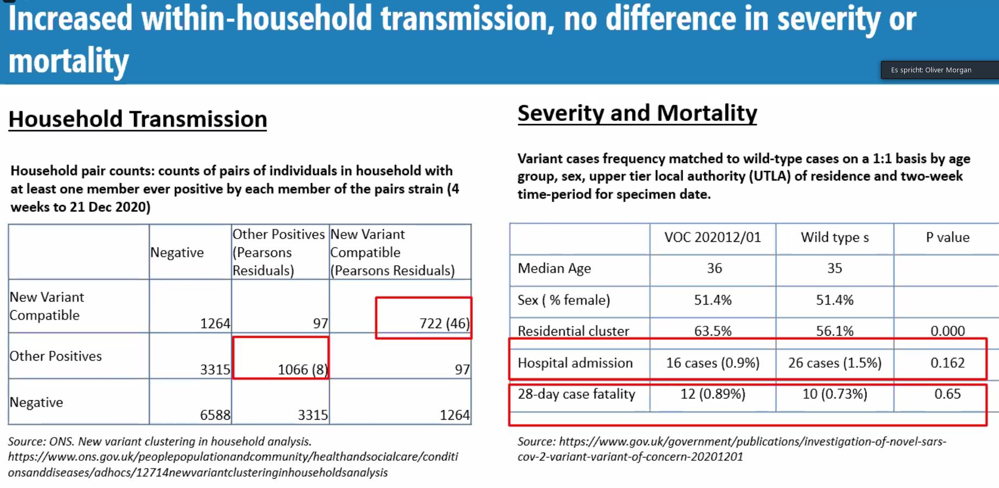 Increased within-household transmission, no difference in severity or
mortality
Es spricht: Oliver Morgan
Household Transmission
Household pair counts: counts of pairs of individuals in household with
at least one member ever positive by each member of the pairs strain (4
weeks to 21 Dec 2020)
Negative
Other Positives
(Pearsons
Residuals)
New Variant
Compatible
(Pearsons Residuals)
New Variant
Compatible
1264 97 722 (46)
Other Positives
3315 1066 (8) 97
Negative
6588 3315 1264
Source: ONS. New variant clustering in household analysis.
https://www.ons.gov.uk/peoplepopulationandcommunity/healthandsocialcare/conditi
onsanddiseases/adhocs/12714newvariantclusteringinhouseholdsanalysis
Severity and Mortality
Variant cases frequency matched to wild-type cases on a 1:1 basis by age
group, sex, upper tier local authority (UTLA) of residence and two-week
time-period for specimen date.
VOC 202012/01 Wild type s P value
Median Age 36 35
Sex ( % female) 51.4% 51.4%
Residential cluster 63.5% 56.1% 0.000
Hospital admission 16 cases (0.9%) 26 cases (1.5%) 0.162
28-day case fatality 12 (0.89%) 10 (0.73%) 0.65
Source: https://www.gov.uk/government/publications/investigation-of-novel-sars-
cov-2-variant-variant-of-concern-20201201